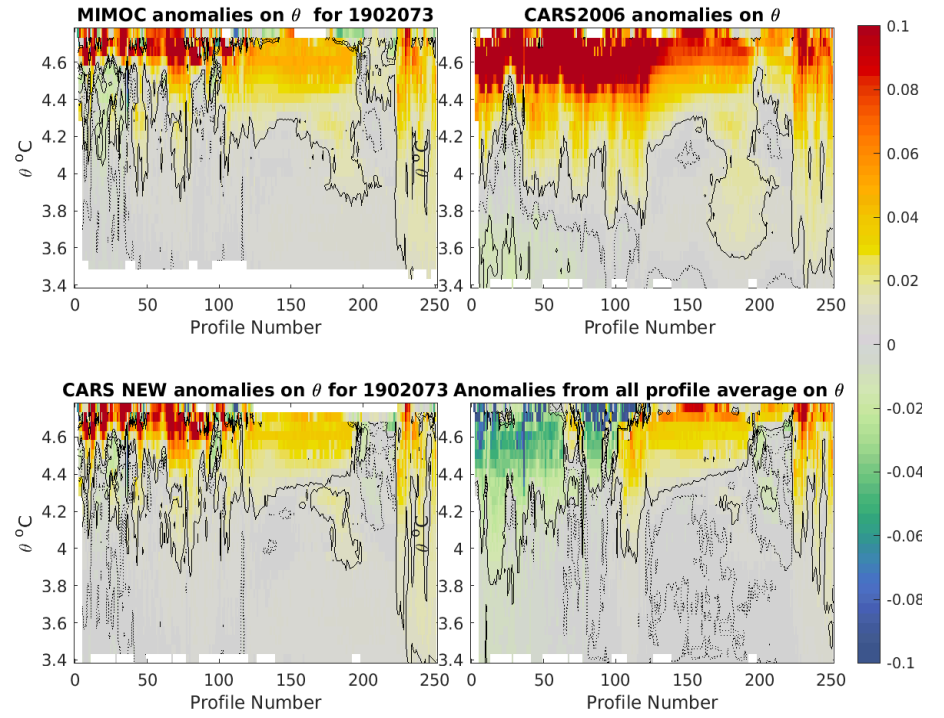 MIMOC anomalies on θ for 1902073
CARS2006 anomalies on θ
4.6
4.4
4.2
4
3.8
3.6
3.4
θ °C
0 50 100 150 200 250
Profile Number
4.6
4.4
4.2
4
3.8
3.6
3.4
θ °C
0 50 100 150 200 250
Profile Number
CARS NEW anomalies on θ for 1902073
Anomalies from all profile average on θ
4.6
4.4
4.2
4
3.8
3.6
3.4
θ °C
0 50 100 150 200 250
Profile Number
4.6
4.4
4.2
4
3.8
3.6
3.4
θ °C
0 50 100 150 200 250
Profile Number
0.1
0.08
0.06
0.04
0.02
0
-0.02
-0.04
-0.06
-0.08
-0.1